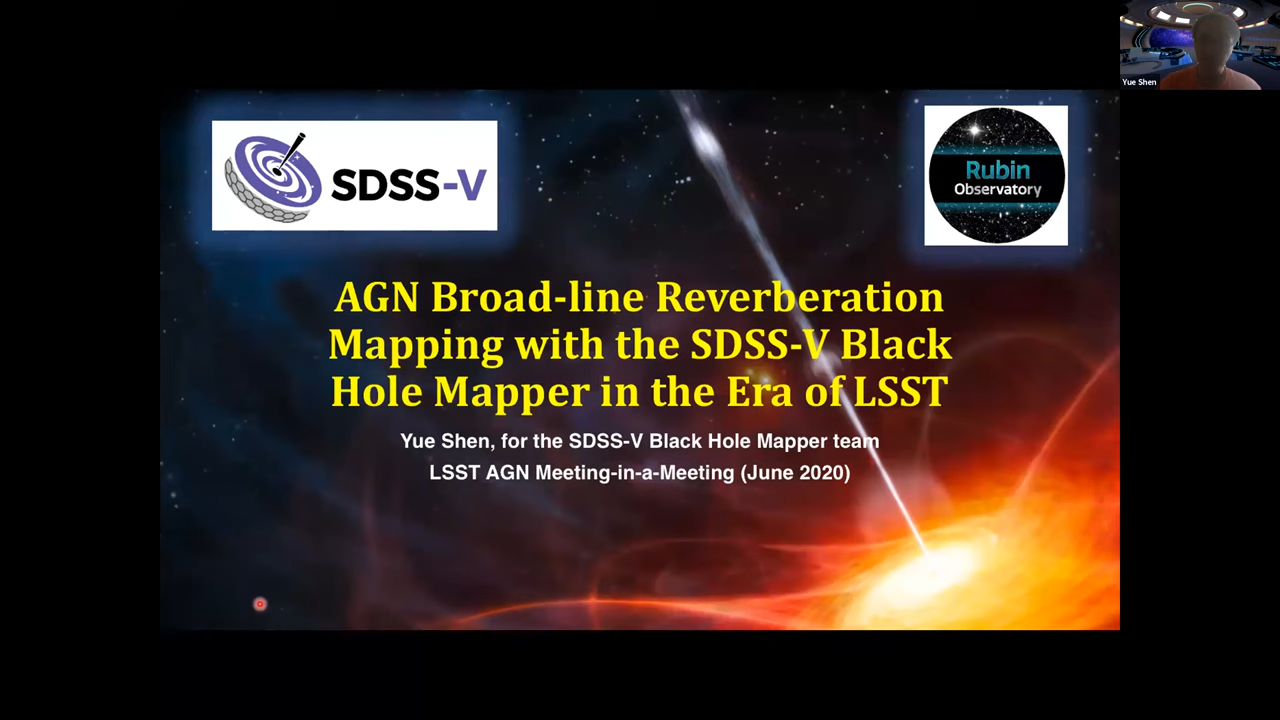 Yue Shen
SDSS-V
Rubin
Observatory
AGN Broad-line Reverberation
Mapping with the SDSS-V Black
Hole Mapper in the Era of LSST
Yue Shen, for the SDSS-V Black Hole Mapper team
LSST AGN Meeting-in-a-Meeting (June 2020)